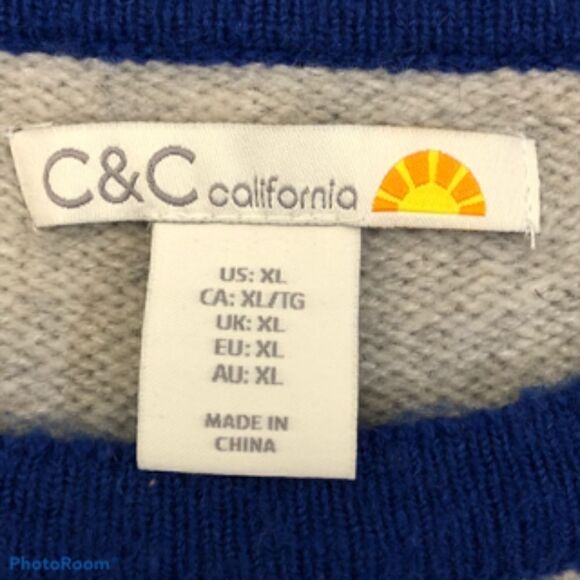 C&C california
US: XL
CA: XL/TG
UK: XL
EU: XL
AU: XL
MADE IN
CHINA
PhotoRoom